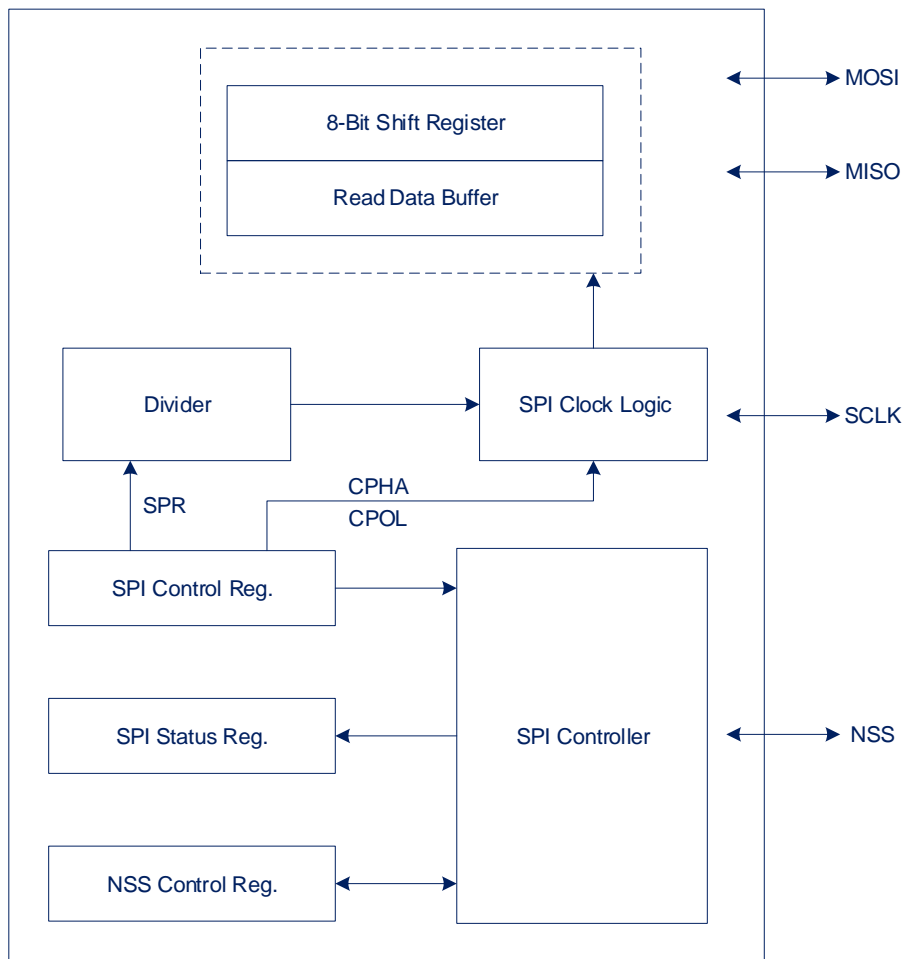 MOSI
8-Bit Shift Register
MISO
Read Data Buffer
Divider
SPI Clock Logic
SCLK
SPR
CPHA
CPOL
SPI Control Reg.
SPI Status Reg.
SPI Controller
NSS
NSS Control Reg.